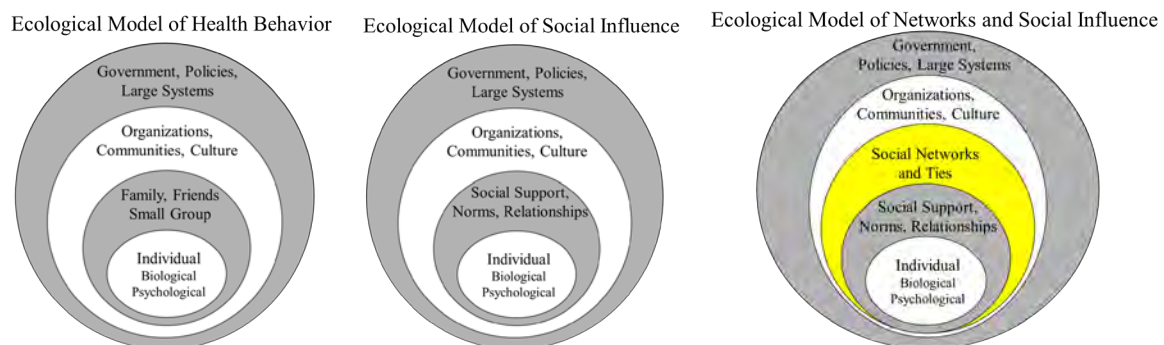 Ecological Model of Health Behavior
Government, Policies,
Large Systems
Organizations,
Communities, Culture
Family, Friends
Small Group
Individual
Biological
Psychological
Ecological Model of Social Influence
Government, Policies,
Large Systems
Organizations,
Communities, Culture
Social Support,
Norms, Relationships
Individual
Biological
Psychological
Ecological Model of Networks and Social Influence
Government,
Policies, Large Systems
Organizations,
Communities, Culture
Social Networks
and Ties
Social Support,
Norms, Relationships
Individual
Biological
Psychological